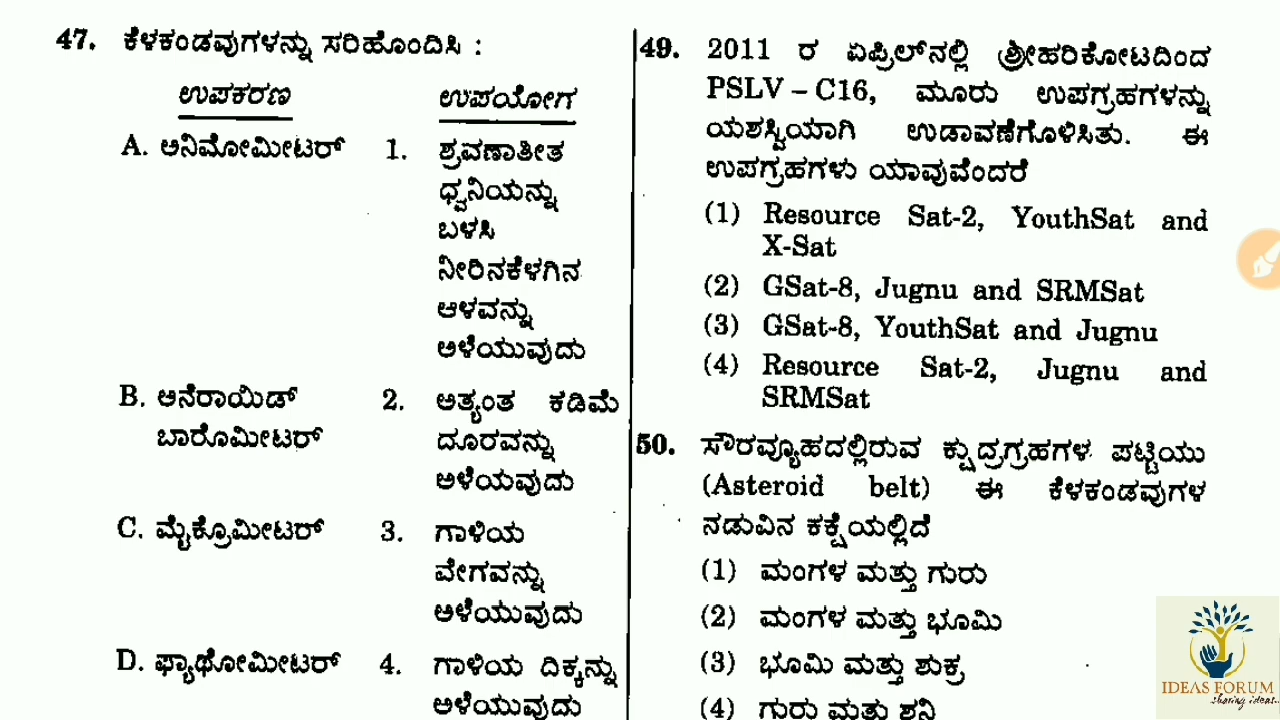 47. ಕೆಳಕಂಡವುಗಳನ್ನು ಸರಿಹೊಂದಿಸಿ :
ಉಪಕರಣ ಉಪಯೋಗ
A. ಅನಿಮೋಮೀಟರ್ 1. ಶ್ರವಣಾತೀತ
ಧ್ವನಿಯನ್ನು
ಬಳಸಿ
ನೀರಿನಕೆಳಗಿನ
ಆಳವನ್ನು
ಅಳೆಯುವುದು
B. ಅನೆರಾಯಿಡ್ 2. ಅತ್ಯಂತ ಕಡಿಮೆ
ಬಾರೊಮೀಟರ್ ದೂರವನ್ನು
ಅಳೆಯವುದು
C. ಮೈಕ್ರೊಮೀಟರ್ 3. ಗಾಳಿಯ
ವೇಗವನ್ನು
ಅಳೆಯುವುದು
D. ಫ್ಯಾಥೋಮೀಟರ್ 4. ಗಾಳಿಯ ದಿಕ್ಕನ್ನು
ಅಳೆಯುವುದು
49. 2011 ರ ಏಪ್ರಿಲ್‌ನಲ್ಲಿ ಶ್ರೀಹರಿಕೋಟದಿಂದ
PSLV – C16, ಮೂರು ಉಪಗ್ರಹಗಳನ್ನು
ಯಶಸ್ವಿಯಾಗಿ ಉಡಾವಣೆಗೊಳಿಸಿತು. ಈ
ಉಪಗ್ರಹಗಳು ಯಾವುವೆಂದರೆ
(1) Resource Sat-2, YouthSat and
X-Sat
(2) GSat-8, Jugnu and SRMSat
(3) GSat-8, YouthSat and Jugnu
(4) Resource Sat-2, Jugnu and
SRMSat
50. ಸೌರವ್ಯೂಹದಲ್ಲಿರುವ ಕ್ಷುದ್ರಗ್ರಹಗಳ ಪಟ್ಟಿಯು
(Asteroid belt) ಈ ಕೆಳಕಂಡವುಗಳ
ನಡುವಿನ ಕಕ್ಷೆಯಲ್ಲಿದೆ
(1) ಮಂಗಳ ಮತ್ತು ಗುರು
(2) ಮಂಗಳ ಮತ್ತು ಭೂಮಿ
(3) ಭೂಮಿ ಮತ್ತು ಶುಕ್ರ
(4) ಗುರು ಮತ್ತು ಶನಿ
IDEAS FORUM
sharing ideas.